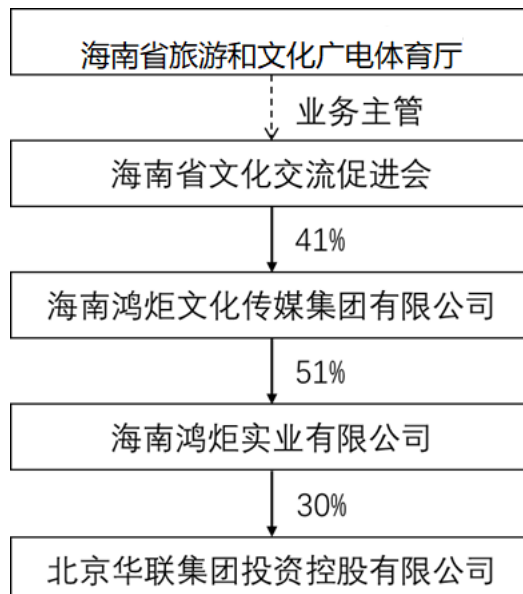 海南省旅游和文化广电体育厅
业务主管
海南省文化交流促进会
41%
海南鸿炬文化传媒集团有限公司
51%
海南鸿炬实业有限公司
30%
北京华联集团投资控股有限公司